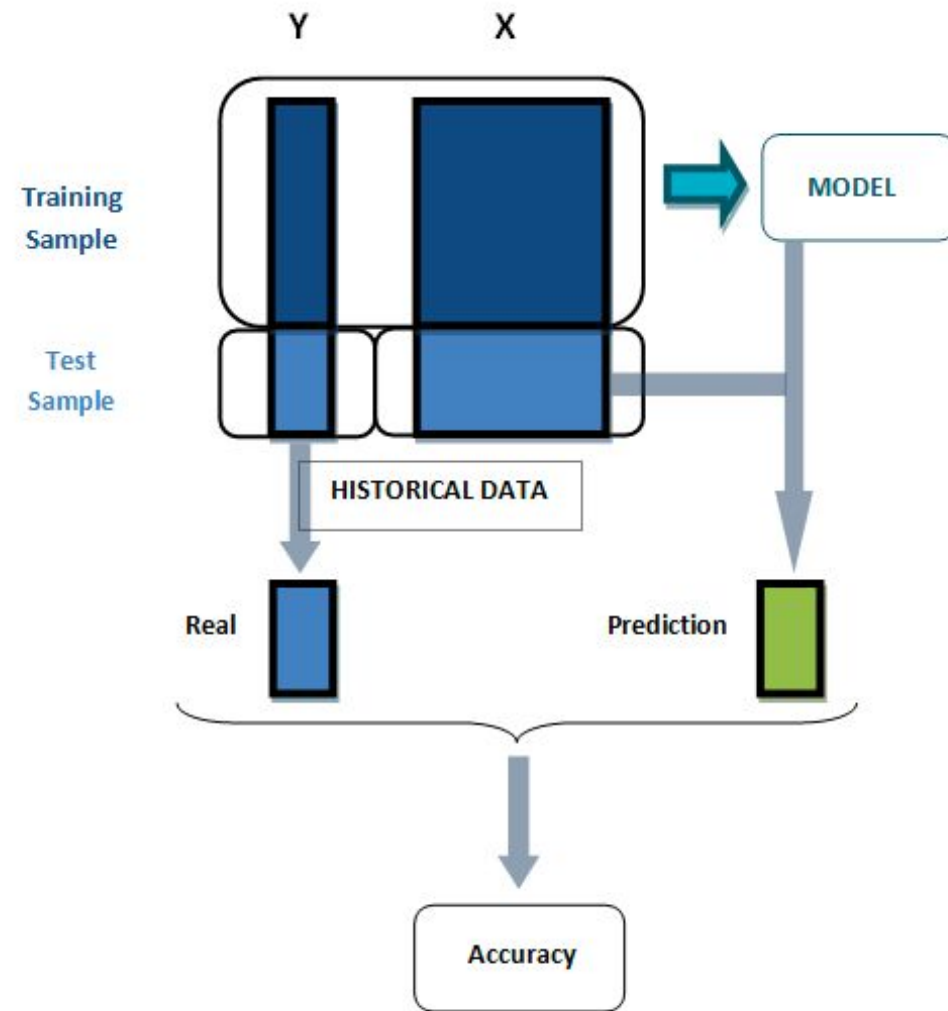 Y X
Training
Sample
MODEL
Test
Sample
HISTORICAL DATA
Real
Prediction
Accuracy